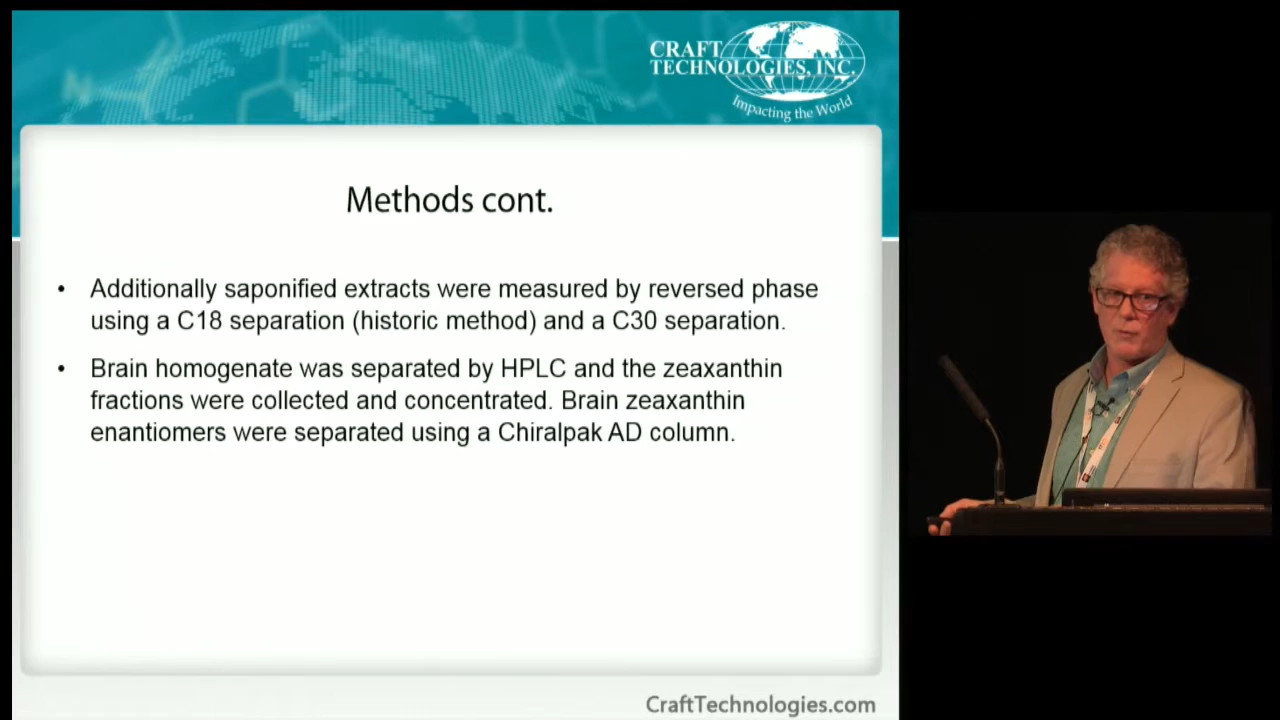 CRAFT
TECHNOLOGIES, INC.
Impacting the World
Methods cont.
• Additionally saponified extracts were measured by reversed phase
using a C18 separation (historic method) and a C30 separation.
• Brain homogenate was separated by HPLC and the zeaxanthin
fractions were collected and concentrated. Brain zeaxanthin
enantiomers were separated using a Chiralpak AD column.
CraftTechnologies.com